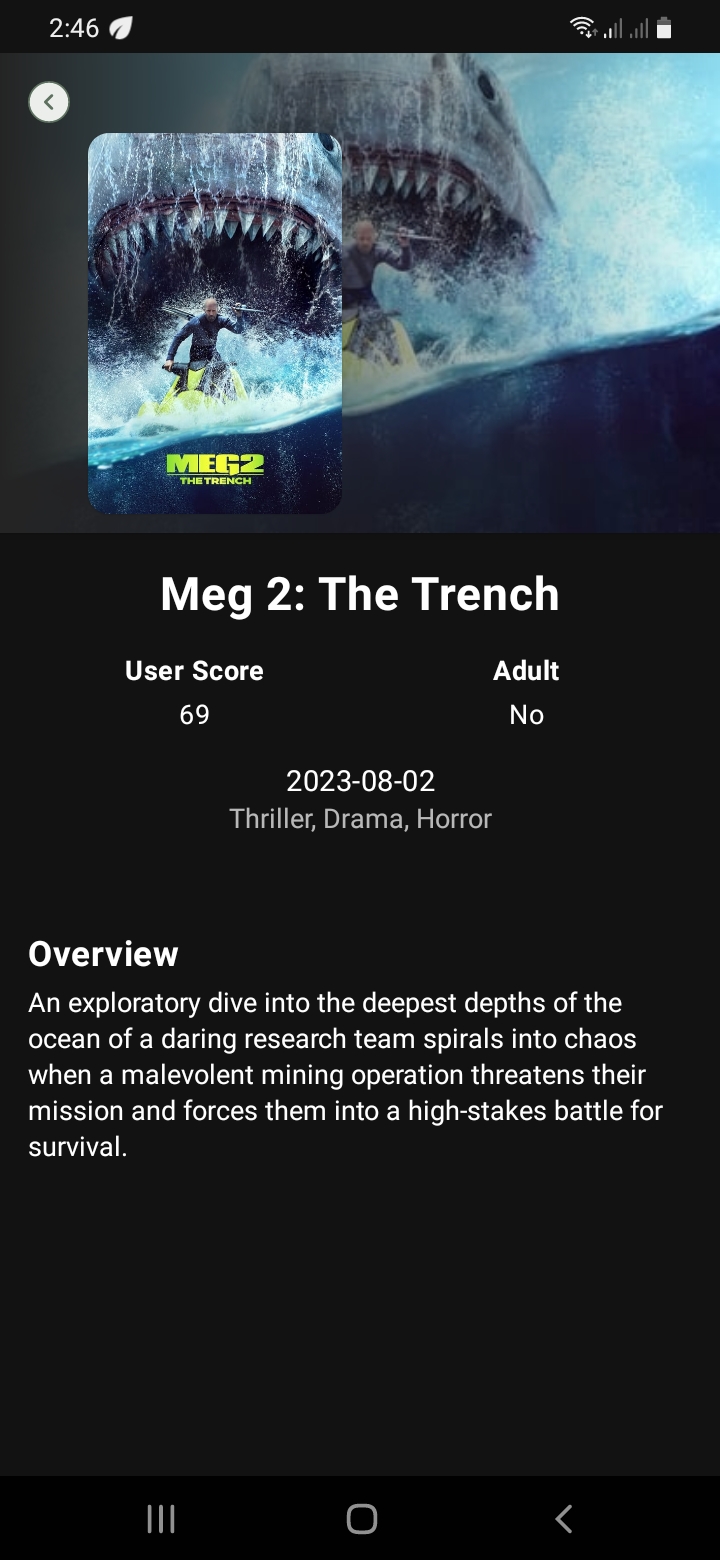 2:46
MEG2
THE TRENCH
Meg 2: The Trench
User Score
Adult
69
No
2023-08-02
Thriller, Drama, Horror
Overview
An exploratory dive into the deepest depths of the
ocean of a daring research team spirals into chaos
when a malevolent mining operation threatens their
mission and forces them into a high-stakes battle for
survival.